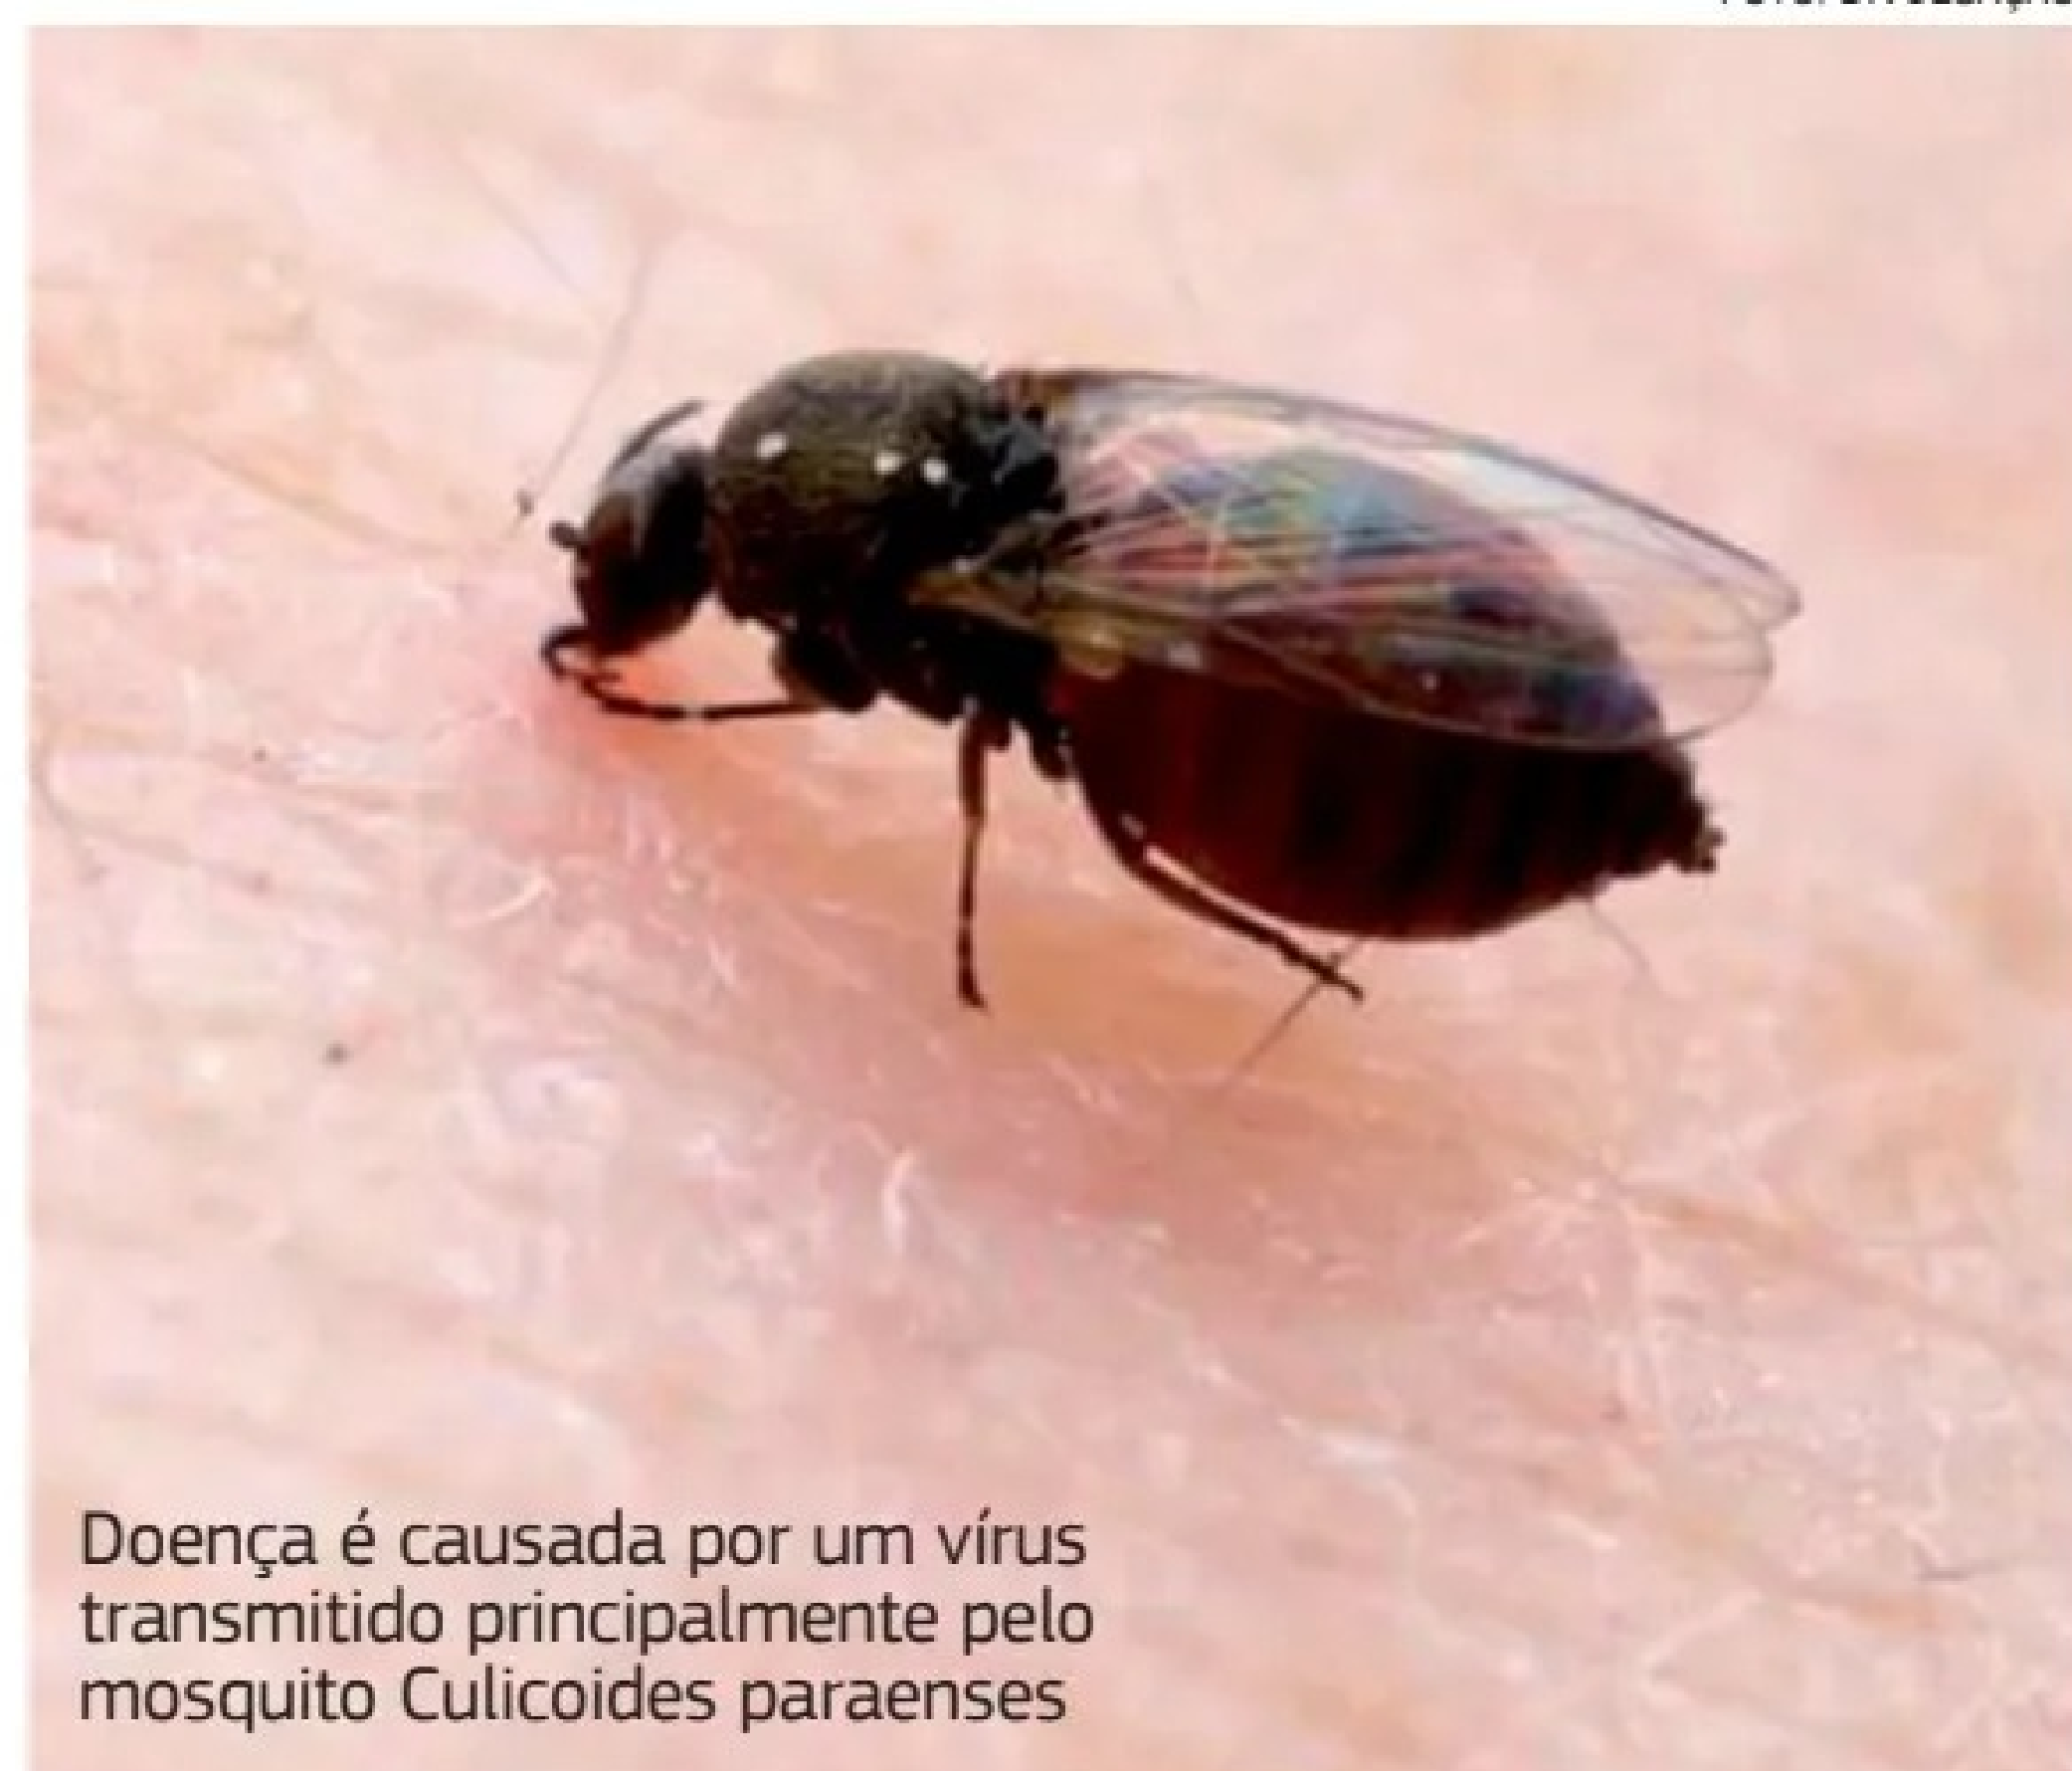 Doença é causada por um vírus
transmitido principalmente pelo
mosquito Culicoides paraenses